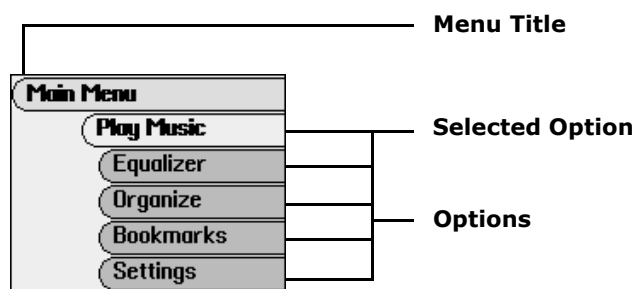 Menu Title
Main Menu
Play Music
Selected Option
Equalizer
Organize
Options
Bookmarks
Settings